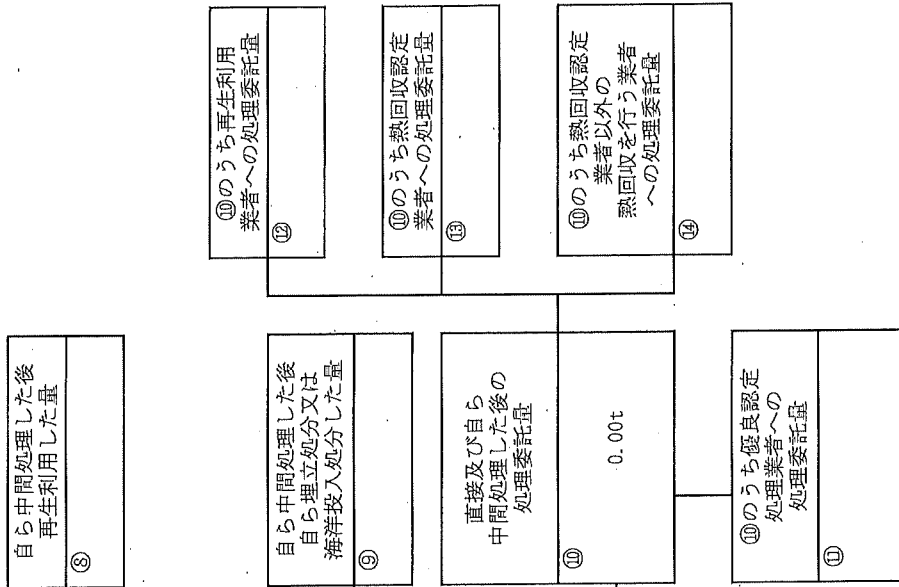 自ら中間処理した後
再生利用した量
⑧
自ら中間処理した後
自ら埋立処分又は
海洋投入処分した量
⑨
直接及び自ら
中間処理した後の
処理委託量
⑩
0.00t
⑩のうち優良認定
処理業者への
処理委託量
⑪
⑩のうち再生利用
業者への処理委託量
⑫
⑩のうち熱回収認定
業者への処理委託量
⑬
⑩のうち熱回収認定
業者以外の
熱回収を行う業者
への処理委託量
⑭